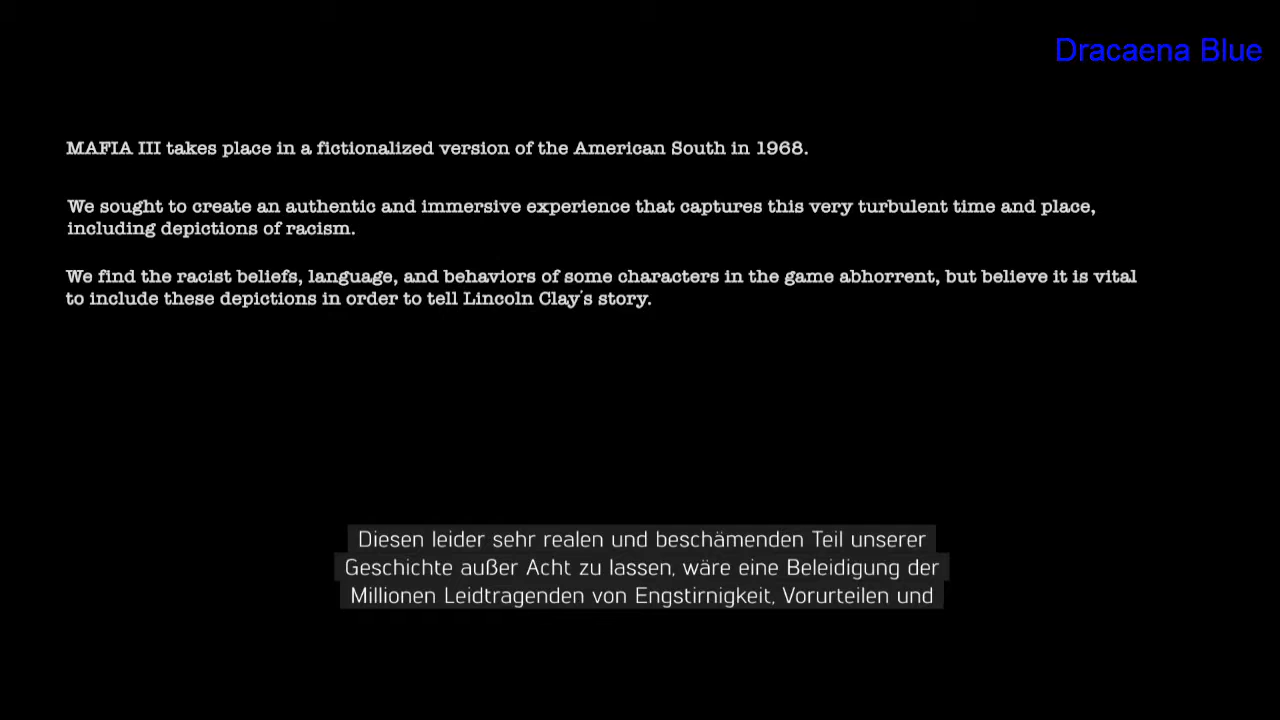 Dracaena Blue
MAFIA III takes place in a fictionalized version of the American South in 1968.
We sought to create an authentic and immersive experience that captures this very turbulent time and place,
including depictions of racism.
We find the racist beliefs, language, and behaviors of some characters in the game abhorrent, but believe it is vital
to include these depictions in order to tell Lincoln Clay's story.
Diesen leider sehr realen und beschämenden Teil unserer
Geschichte außer Acht zu lassen, wäre eine Beleidigung der
Millionen Leidtragenden von Engstirnigkeit, Vorurteilen und